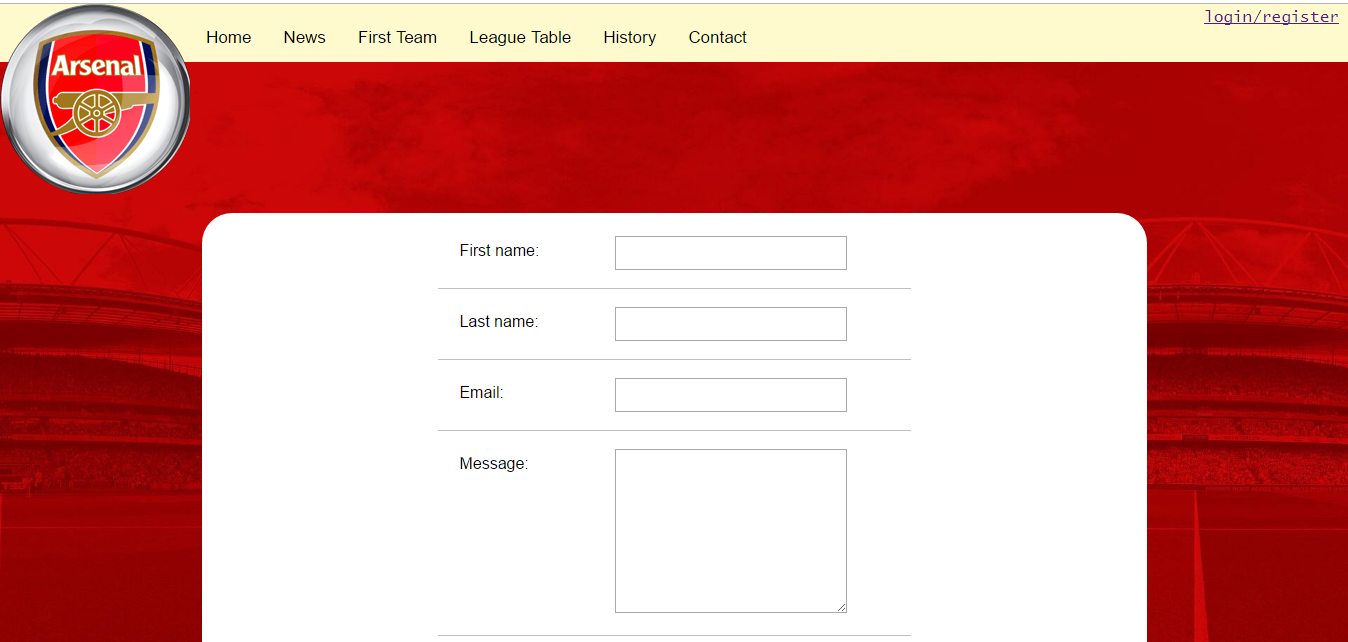 login/register
Home News First Team League Table History Contact
Arsenal
First name:
Last name:
Email:
Message: